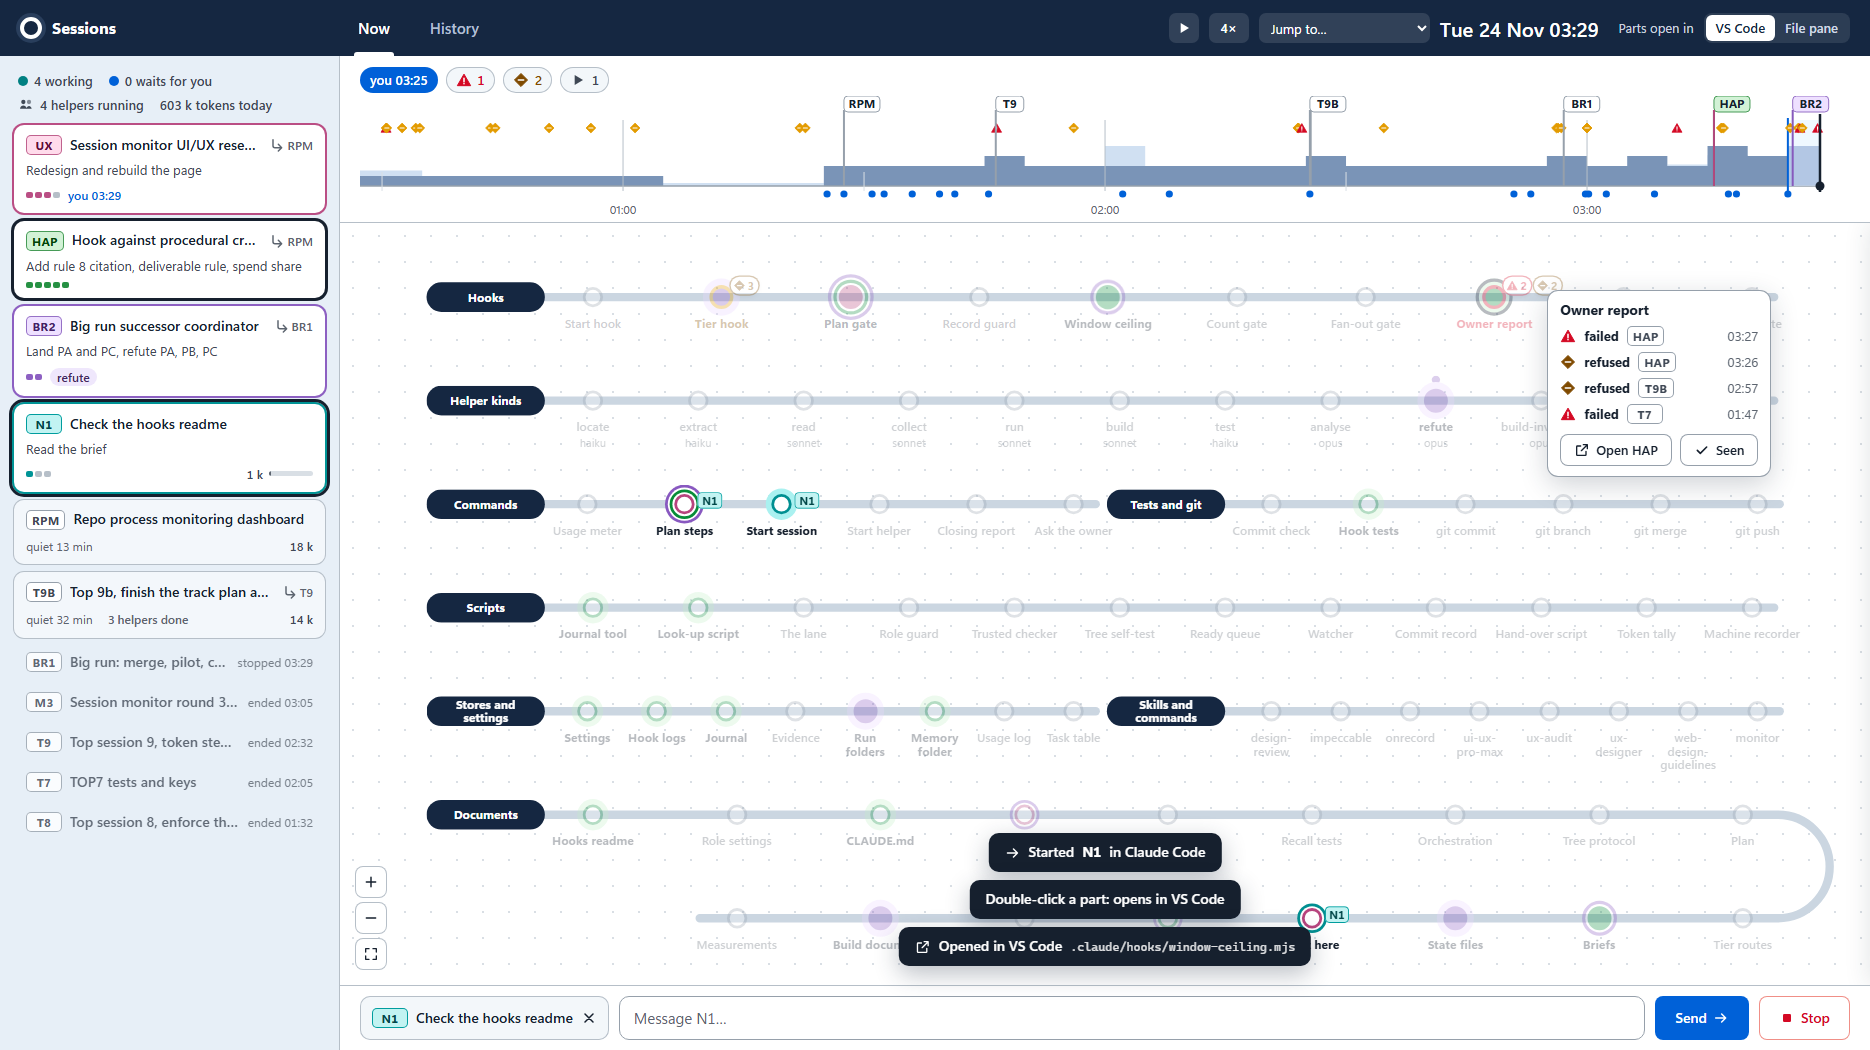 Sessions
Now
History
4×
Jump to...
Tue 24 Nov 03:29
Parts open in
VS Code
File pane
4 working
0 waits for you
4 helpers running
603 k tokens today
UX
Session monitor UI/UX rese...
RPM
Redesign and rebuild the page
you 03:29
HAP
Hook against procedural cr...
RPM
Add rule 8 citation, deliverable rule, spend share
BR2
Big run successor coordinator
BR1
Land PA and PC, refute PA, PB, PC
refute
N1
Check the hooks readme
Read the brief
1 k
RPM
Repo process monitoring dashboard
quiet 13 min
18 k
T9B
Top 9b, finish the track plan a...
T9
quiet 32 min
3 helpers done
14 k
BR1
Big run: merge, pilot, c...
stopped 03:29
M3
Session monitor round 3...
ended 03:05
T9
Top session 9, token ste...
ended 02:32
T7
TOP7 tests and keys
ended 02:05
T8
Top session 8, enforce th...
ended 01:32
you 03:25
1
2
1
RPM
T9
T9B
BR1
HAP
BR2
01:00
02:00
03:00
Hooks
3
2
2
Start hook
Tier hook
Plan gate
Record guard
Window ceiling
Count gate
Fan-out gate
Owner report
Owner report
failed HAP 03:27
refused HAP 03:26
refused T9B 02:57
failed T7 01:47
Open HAP
Seen
Helper kinds
locate
haiku
extract
haiku
read
sonnet
collect
sonnet
run
sonnet
build
sonnet
test
haiku
analyse
opus
refute
opus
Commands
N1
N1
Usage meter
Plan steps
Start session
Start helper
Closing report
Ask the owner
Tests and git
Commit check
Hook tests
git commit
git branch
git merge
git push
Scripts
Journal tool
Look-up script
The lane
Role guard
Trusted checker
Tree self-test
Ready queue
Watcher
Commit record
Hand-over script
Token tally
Machine recorder
Stores and
settings
Settings
Hook logs
Journal
Evidence
Run
folders
Memory
folder
Usage log
Task table
Skills and
commands
design-
review
impeccable
onrecord
ui-ux-
pro-max
ux-audit
ux-
designer
web-
design-
guidelines
monitor
Documents
Hooks readme
Role settings
CLAUDE.md
Recall tests
Orchestration
Tree protocol
Plan
Started N1 in Claude Code
Double-click a part: opens in VS Code
Opened in VS Code .claude/hooks/window-ceiling.mjs
N1
Measurements
Build
here
State files
Briefs
Tier routes
N1
Check the hooks readme
Message N1...
Send
Stop